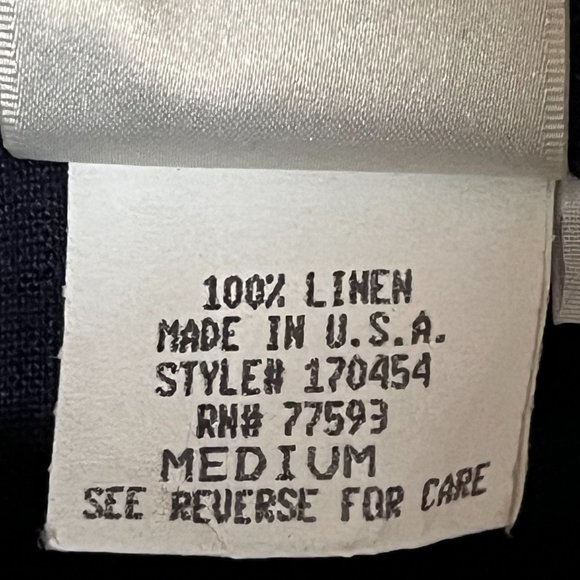 100% LINEN
MADE IN U.S.A.
STYLE# 170454
RN# 77593
MEDIUM
SEE REVERSE FOR CARE